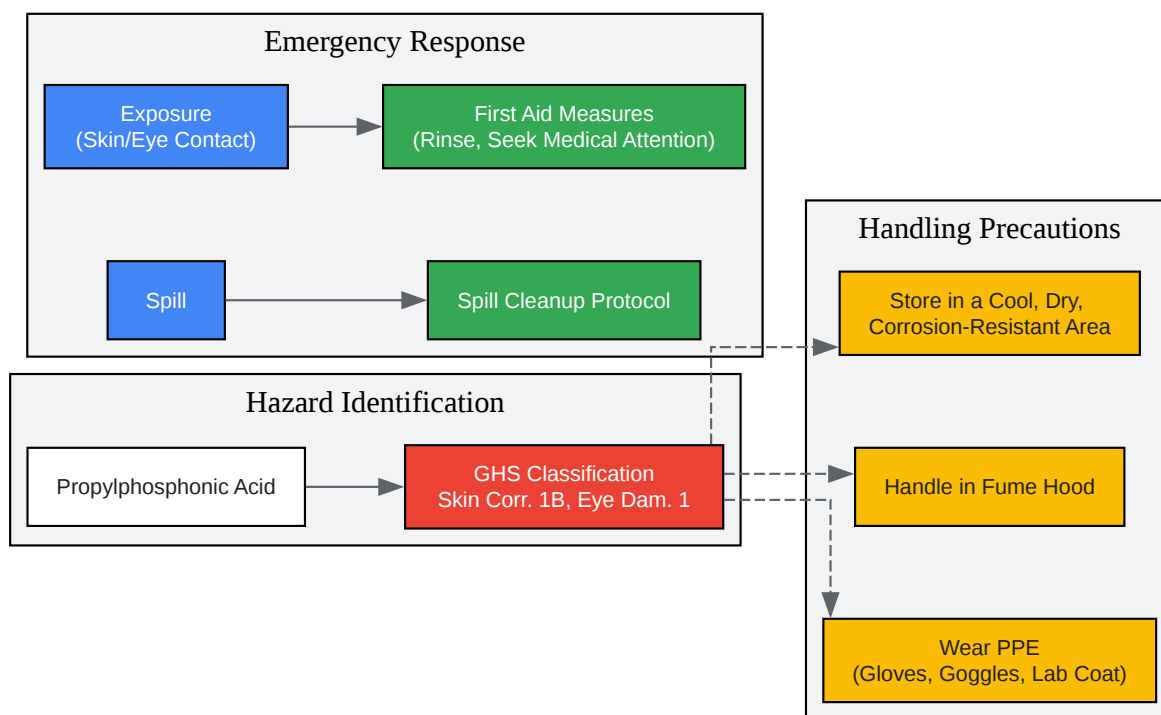 Emergency Response
Exposure
(Skin/Eye Contact)
First Aid Measures
(Rinse, Seek Medical Attention)
Spill
Spill Cleanup Protocol
Hazard Identification
Propylphosphonic Acid
GHS Classification
Skin Corr. 1B, Eye Dam. 1
Handling Precautions
Store in a Cool, Dry,
Corrosion-Resistant Area
Handle in Fume Hood
Wear PPE
(Gloves, Goggles, Lab Coat)